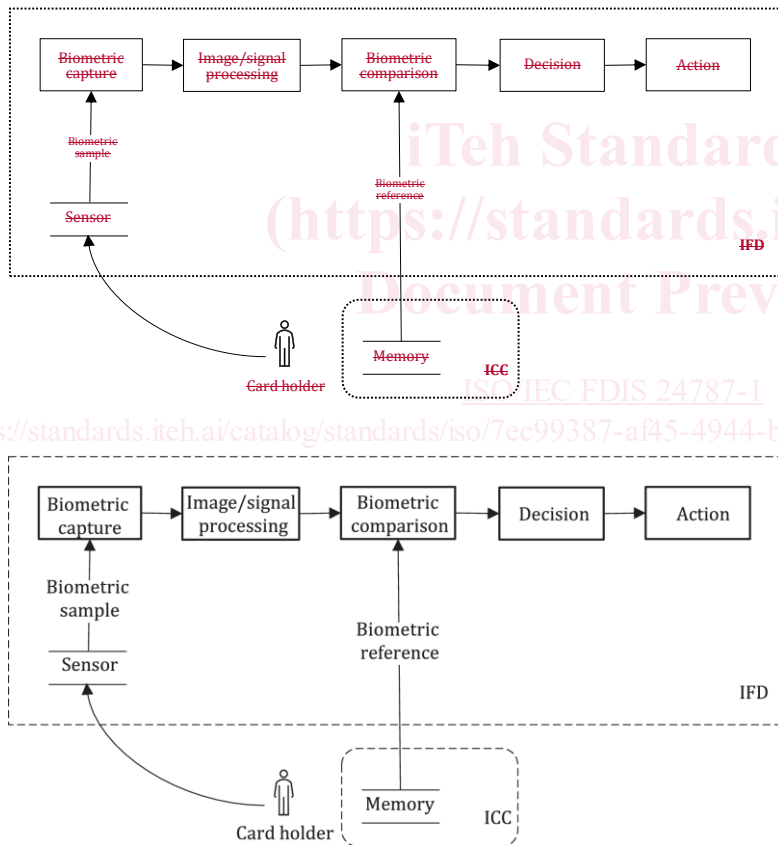 Biometric
capture
Image/signal
processing
Biometric
comparison
Decision
Action
Biometric
sample
iTeh Standard
Biometric
reference
Sensor
(https://standards.i
IFD
Document Prev
Memory
ICC
Card holder
ISO/IEC FDIS 24787-1
s://standards.iteh.ai/catalog/standards/iso/7ec99387-af45-4944-b
Biometric
capture
Image/signal
processing
Biometric
comparison
Decision
Action
Biometric
sample
Biometric
reference
Sensor
IFD
Memory
ICC
Card holder